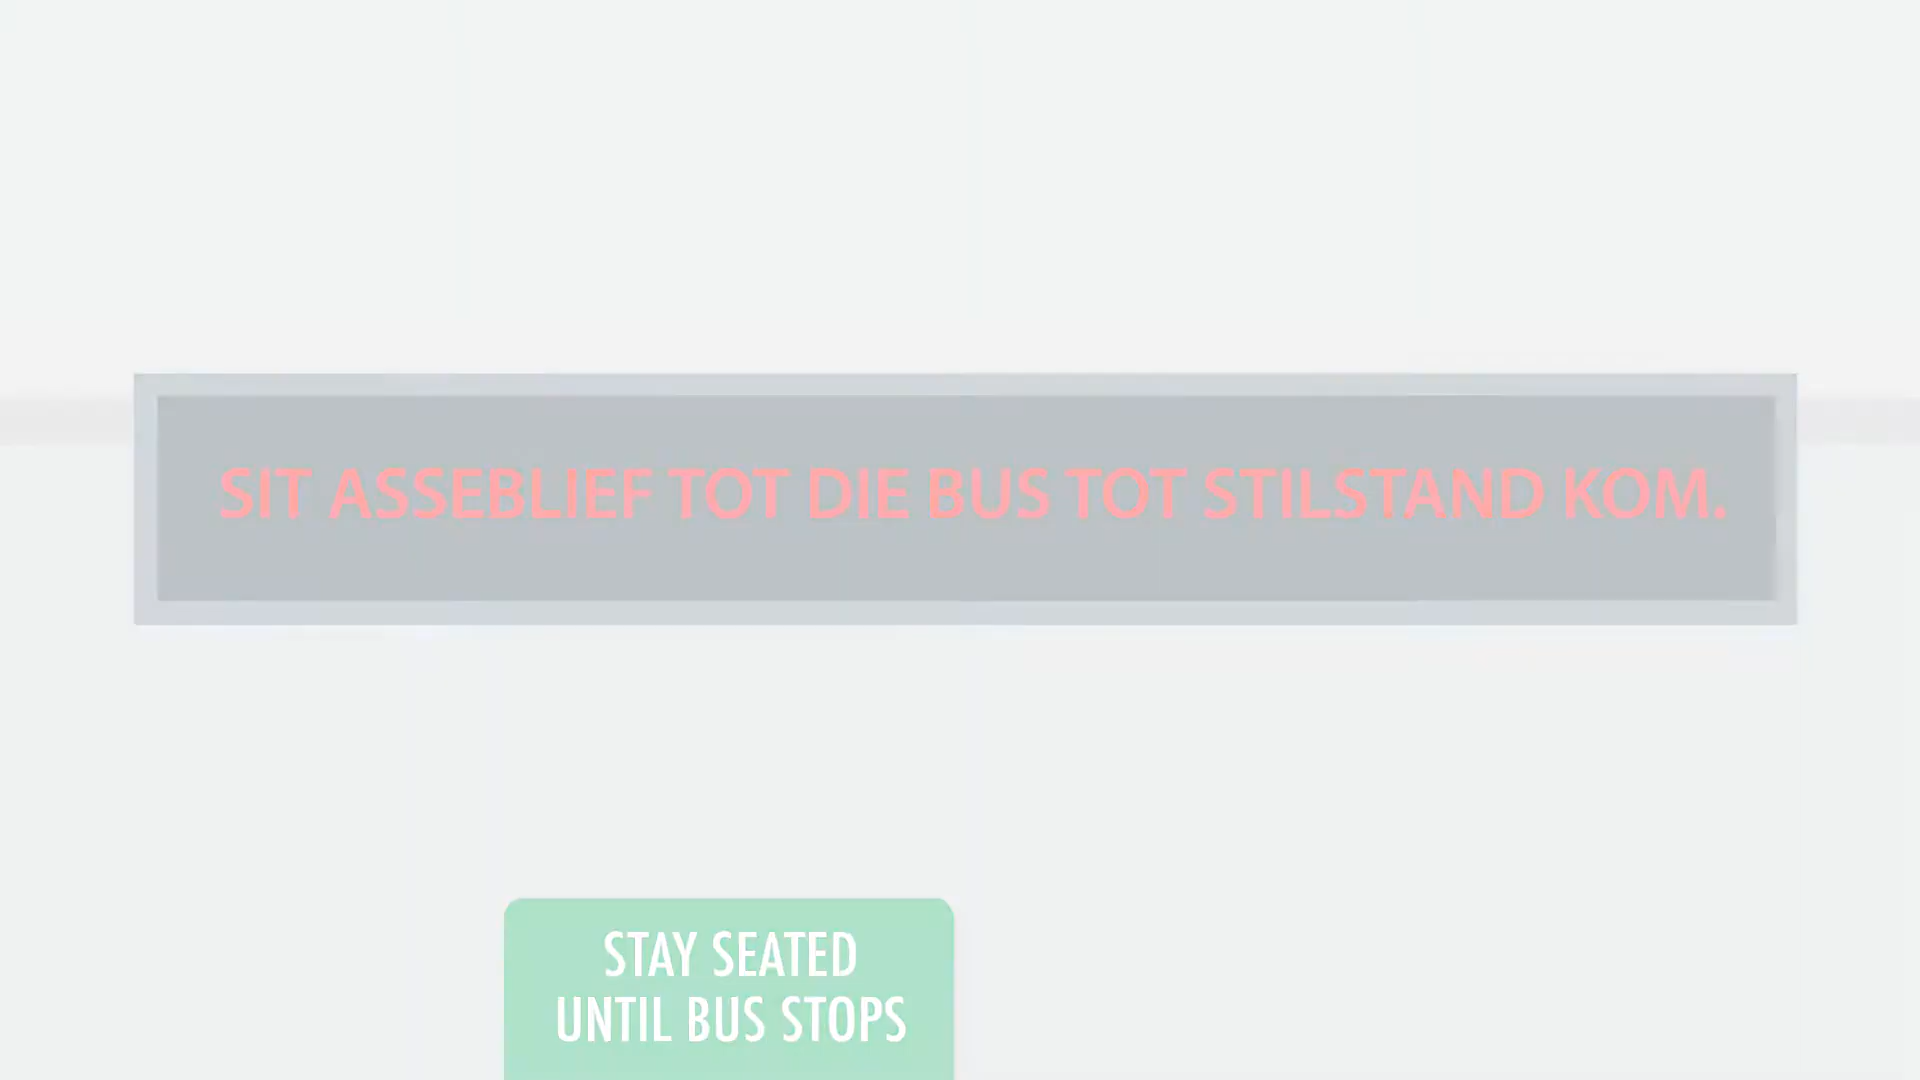 SIT ASSEBLIEF TOT DIE BUS TOT STILSTAND KOM.
STAY SEATED
UNTIL BUS STOPS